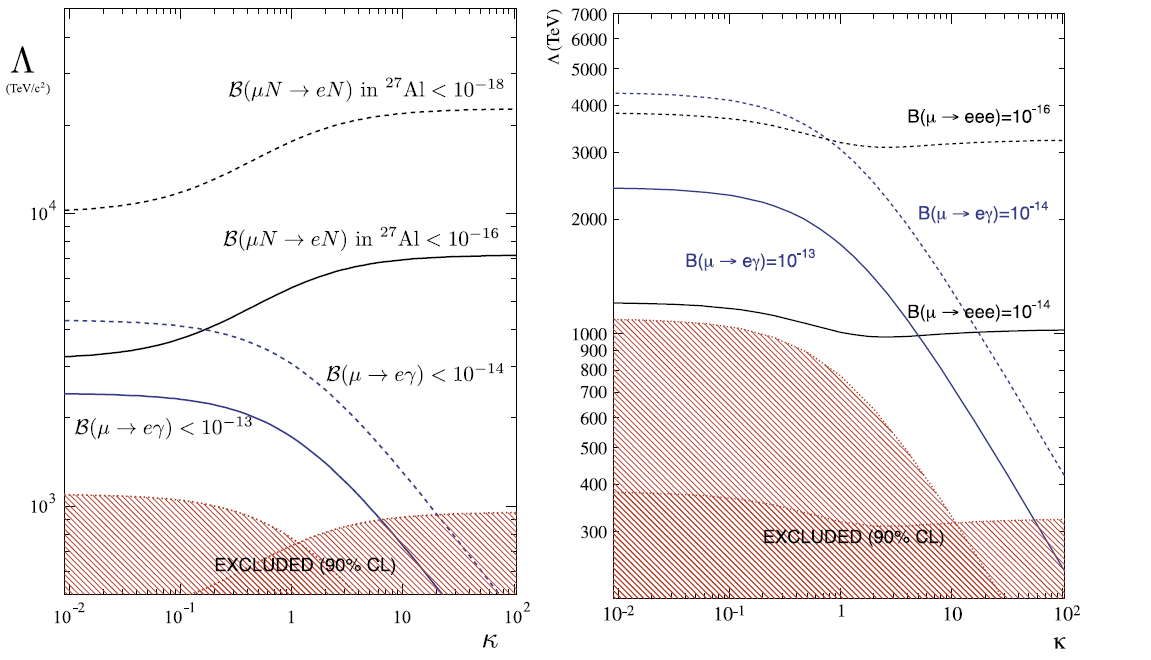 Λ
(TeV/c²)
10⁴
10³
B(μN → eN) in ²⁷Al < 10⁻¹⁸
B(μN → eN) in ²⁷Al < 10⁻¹⁶
B(μ → eγ) < 10⁻¹⁴
B(μ → eγ) < 10⁻¹³
EXCLUDED (90% CL)
10⁻² 10⁻¹ 1 10 10²
κ
Λ (TeV)
7000
6000
5000
4000
3000
2000
1000
900
800
700
600
500
400
300
B(μ → eee)=10⁻¹⁶
B(μ → eγ)=10⁻¹⁴
B(μ → eγ)=10⁻¹³
B(μ → eee)=10⁻¹⁴
EXCLUDED (90% CL)
10⁻² 10⁻¹ 1 10 10²
κ